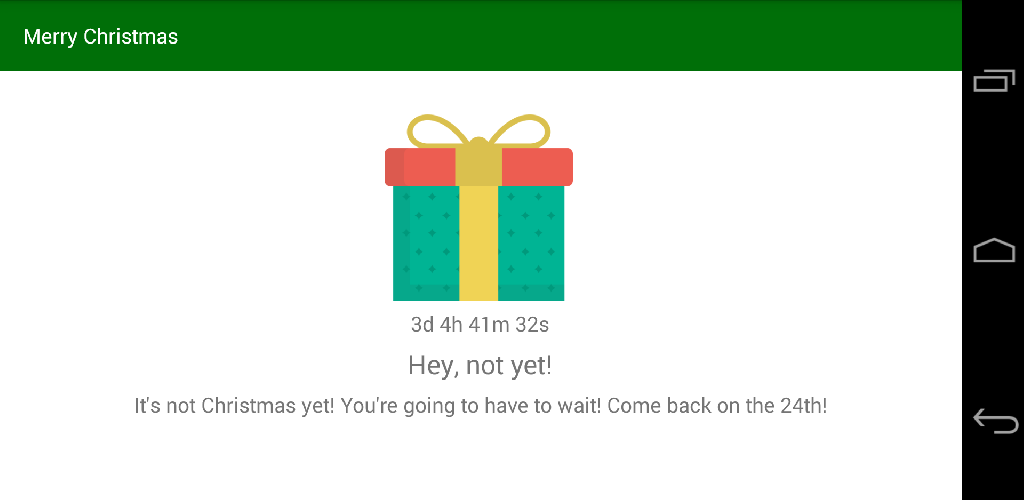 Merry Christmas
3d 4h 41m 32s
Hey, not yet!
It's not Christmas yet! You're going to have to wait! Come back on the 24th!